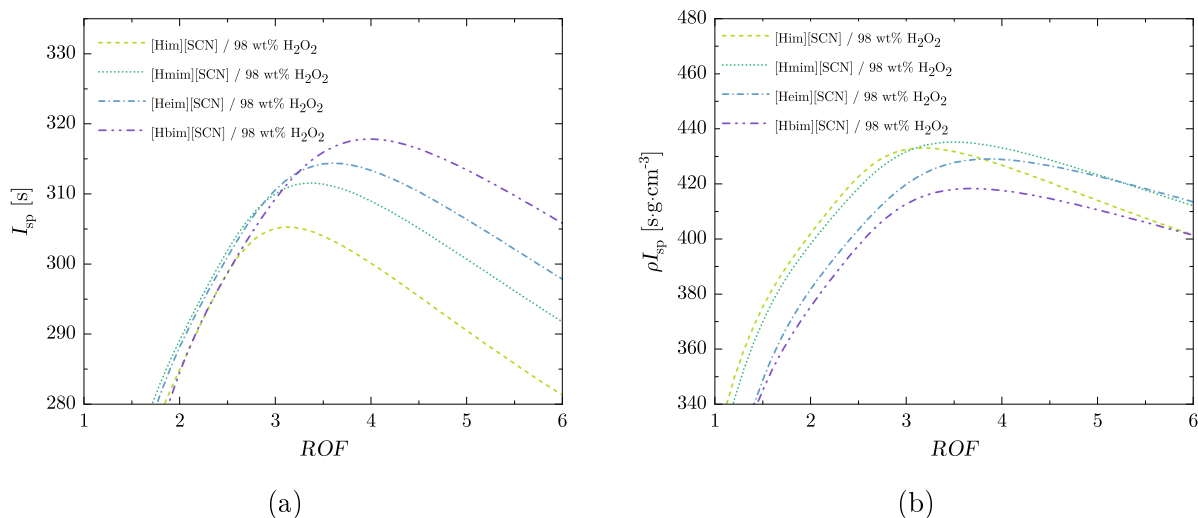 335
330
320
310
300
290
280
I_sp [s]
[Him][SCN] / 98 wt% H₂O₂
[Hmim][SCN] / 98 wt% H₂O₂
[Heim][SCN] / 98 wt% H₂O₂
[Hbim][SCN] / 98 wt% H₂O₂
1 2 3 4 5 6
ROF
(a)
480
460
440
420
400
380
360
340
ρI_sp [s·g·cm⁻³]
[Him][SCN] / 98 wt% H₂O₂
[Hmim][SCN] / 98 wt% H₂O₂
[Heim][SCN] / 98 wt% H₂O₂
[Hbim][SCN] / 98 wt% H₂O₂
1 2 3 4 5 6
ROF
(b)